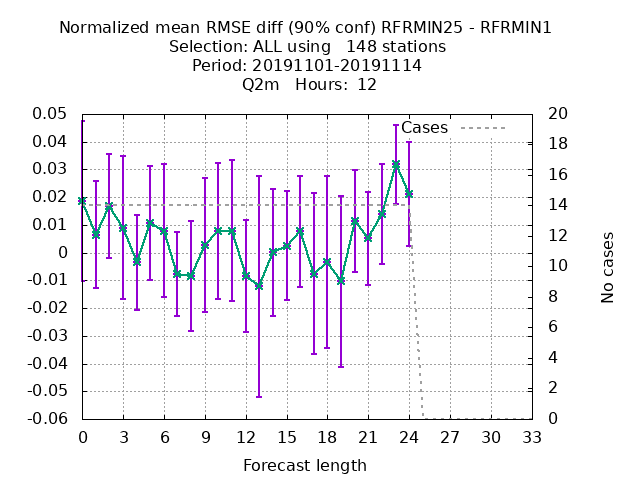 Normalized mean RMSE diff (90% conf) RFRMIN25 - RFRMIN1
Selection: ALL using   148 stations
Period: 20191101-20191114
Q2m   Hours:  12
0.05
0.04
0.03
0.02
0.01
0
-0.01
-0.02
-0.03
-0.04
-0.05
-0.06
Cases
20
18
16
14
12
10
8
6
4
2
0
No cases
0 3 6 9 12 15 18 21 24 27 30 33
Forecast length